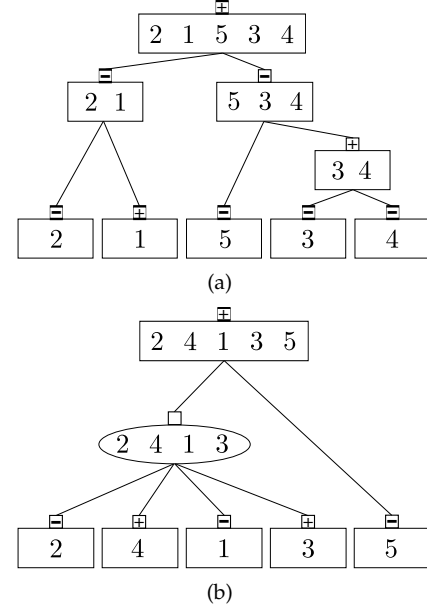 +
2 1 5 3 4
− −
2 1 5 3 4
+
3 4
− + − − −
2 1 5 3 4
(a)
+
2 4 1 3 5
2 4 1 3
− + − + −
2 4 1 3 5
(b)